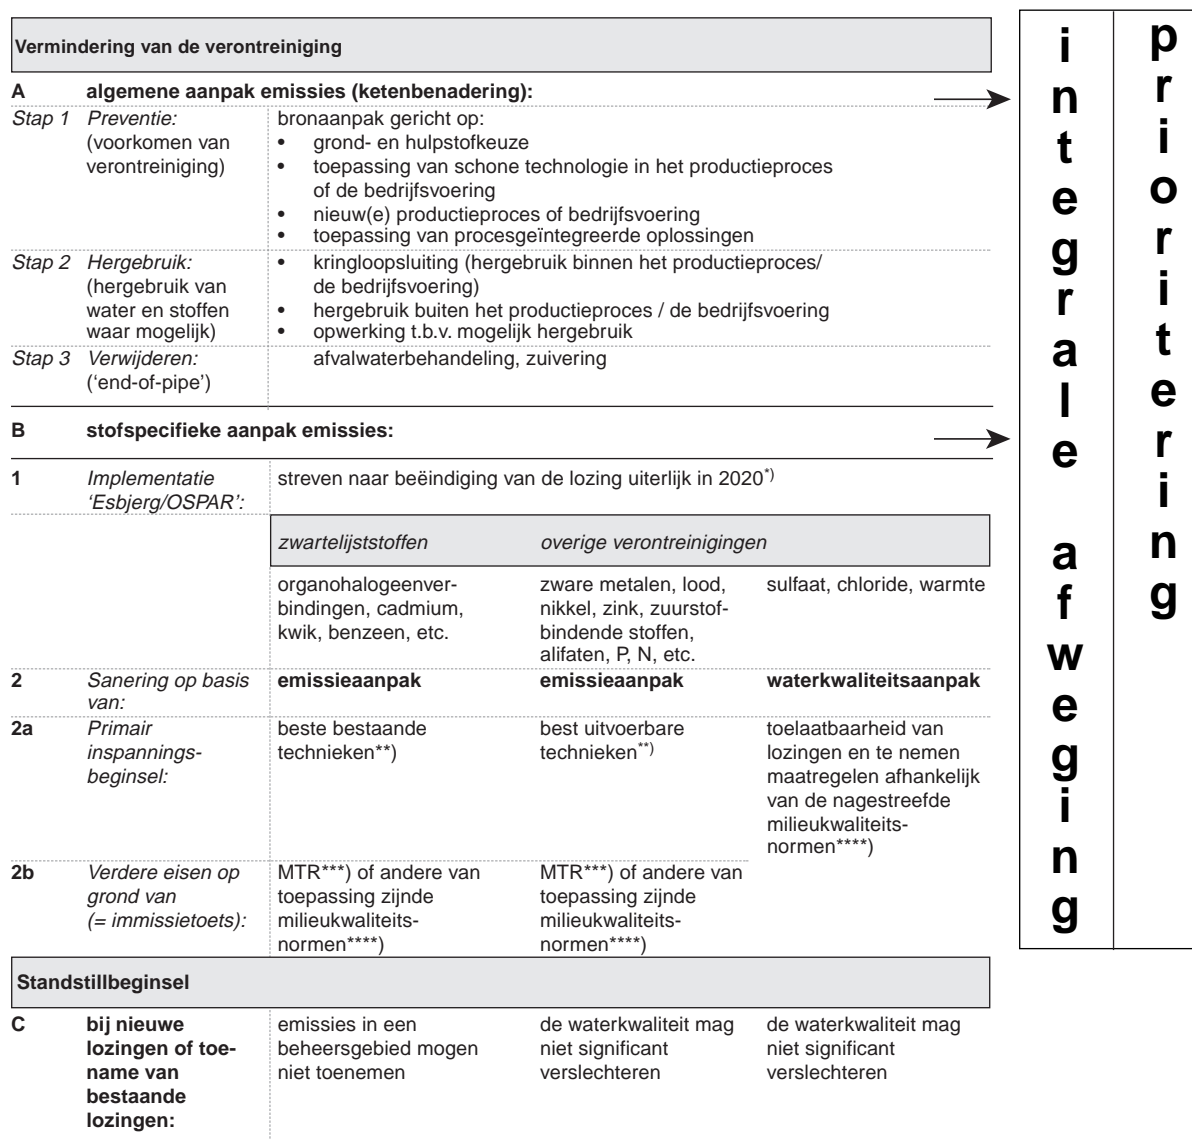 Vermindering van de verontreiniging
A algemene aanpak emissies (ketenbenadering):
Stap 1 Preventie: bronaanpak gericht op:
(voorkomen van • grond- en hulpstofkeuze
verontreiniging) • toepassing van schone technologie in het productieproces
of de bedrijfsvoering
• nieuw(e) productieproces of bedrijfsvoering
• toepassing van procesgeïntegreerde oplossingen
Stap 2 Hergebruik: • kringloopsluiting (hergebruik binnen het productieproces/
(hergebruik van de bedrijfsvoering)
water en stoffen • hergebruik buiten het productieproces / de bedrijfsvoering
waar mogelijk) • opwerking t.b.v. mogelijk hergebruik
Stap 3 Verwijderen: afvalwaterbehandeling, zuivering
(‘end-of-pipe’)
B stofspecifieke aanpak emissies:
1 Implementatie streven naar beëindiging van de lozing uiterlijk in 2020*)
‘Esbjerg/OSPAR’:
zwartelijststoffen overige verontreinigingen
organohalogeenver- zware metalen, lood, sulfaat, chloride, warmte
bindingen, cadmium, nikkel, zink, zuurstof-
kwik, benzeen, etc. bindende stoffen,
alifaten, P, N, etc.
2 Sanering op basis emissieaanpak emissieaanpak waterkwaliteitsaanpak
van:
2a Primair beste bestaande best uitvoerbare toelaatbaarheid van
inspannings- technieken**) technieken**) lozingen en te nemen
beginsel: maatregelen afhankelijk
van de nagestreefde
milieukwaliteits-
normen****)
2b Verdere eisen op MTR***) of andere van MTR***) of andere van
grond van toepassing zijnde toepassing zijnde
(= immissietoets): milieukwaliteits- milieukwaliteits-
normen****) normen****)
Standstillbeginsel
C bij nieuwe emissies in een de waterkwaliteit mag de waterkwaliteit mag
lozingen of toe- beheersgebied mogen niet significant niet significant
name van niet toenemen verslechteren verslechteren
bestaande
lozingen:
integrale afweging
prioritering